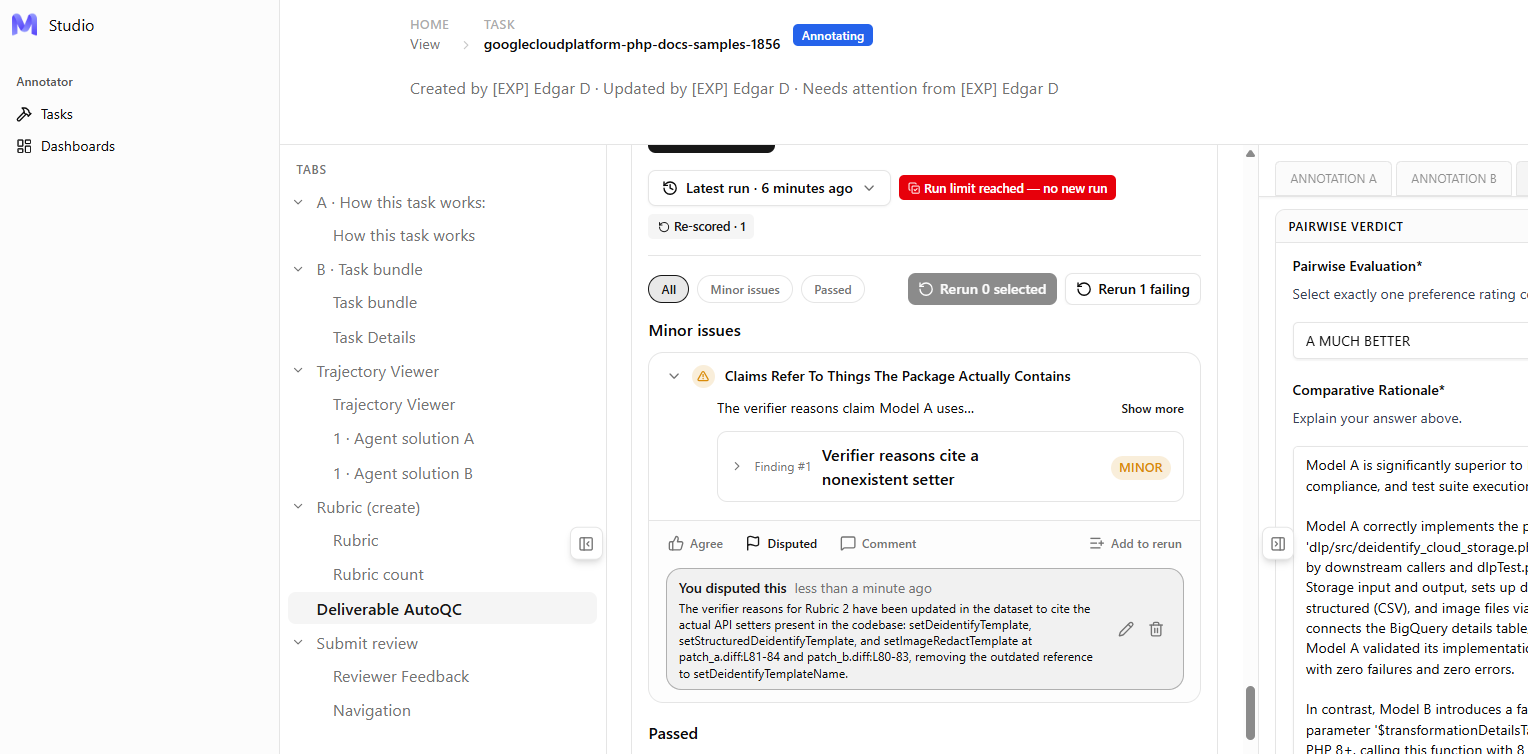 Studio
Annotator
Tasks
Dashboards
HOME
View
TASK
googlecloudplatform-php-docs-samples-1856
Annotating
Created by [EXP] Edgar D · Updated by [EXP] Edgar D · Needs attention from [EXP] Edgar D
TABS
A · How this task works:
How this task works
B · Task bundle
Task bundle
Task Details
Trajectory Viewer
Trajectory Viewer
1 · Agent solution A
1 · Agent solution B
Rubric (create)
Rubric
Rubric count
Deliverable AutoQC
Submit review
Reviewer Feedback
Navigation
Latest run · 6 minutes ago
Run limit reached — no new run
Re-scored · 1
All
Minor issues
Passed
Rerun 0 selected
Rerun 1 failing
Minor issues
Claims Refer To Things The Package Actually Contains
The verifier reasons claim Model A uses...
Show more
Finding #1
Verifier reasons cite a
nonexistent setter
MINOR
Agree
Disputed
Comment
Add to rerun
You disputed this less than a minute ago
The verifier reasons for Rubric 2 have been updated in the dataset to cite the
actual API setters present in the codebase: setDeidentifyTemplate,
setStructuredDeidentifyTemplate, and setImageRedactTemplate at
patch_a.diff:L81-84 and patch_b.diff:L80-83, removing the outdated reference
to setDeidentifyTemplateName.
Passed
ANNOTATION A
ANNOTATION B
PAIRWISE VERDICT
Pairwise Evaluation*
Select exactly one preference rating
A MUCH BETTER
Comparative Rationale*
Explain your answer above.
Model A is significantly superior to
compliance, and test suite execution
Model A correctly implements the
'dlp/src/deidentify_cloud_storage.
by downstream callers and dlpTest.
Storage input and output, sets up
structured (CSV), and image files via
connects the BigQuery details table
Model A validated its implementation
with zero failures and zero errors.
In contrast, Model B introduces a
parameter '$transformationDetailsT
PHP 8+, calling this function with 8